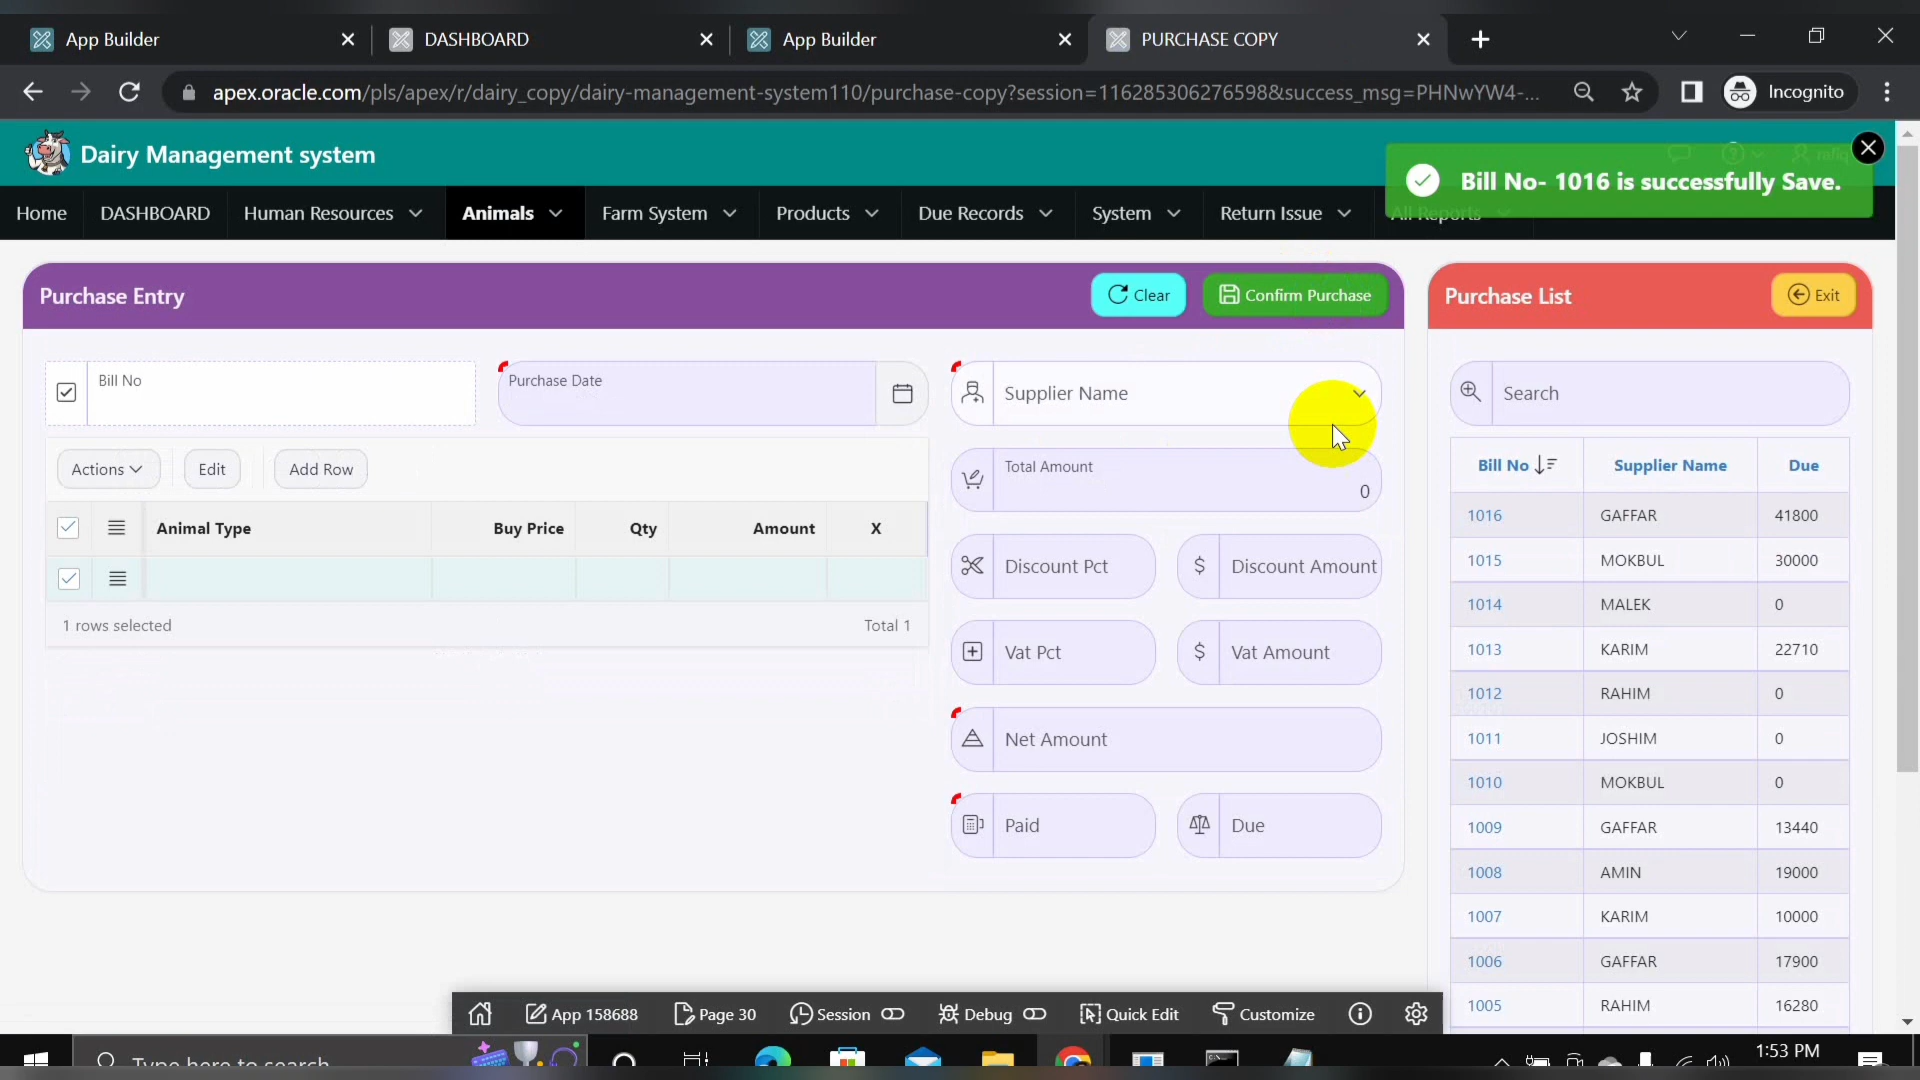 App Builder
DASHBOARD
App Builder
PURCHASE COPY
apex.oracle.com/pls/apex/r/dairy_copy/dairy-management-system110/purchase-copy?session=116285306276598&success_msg=PHNwYW4-...
Incognito
Dairy Management system
Bill No- 1016 is successfully Save.
Home DASHBOARD Human Resources Animals Farm System Products Due Records System Return Issue All Reports
Purchase Entry
Clear
Confirm Purchase
Purchase List
Exit
Bill No
Purchase Date
Supplier Name
Search
Actions
Edit
Add Row
Total Amount
0
Animal Type Buy Price Qty Amount X
1 rows selected
Total 1
Discount Pct
$ Discount Amount
Vat Pct
$ Vat Amount
Net Amount
Paid
Due
Bill No Supplier Name Due
1016 GAFFAR 41800
1015 MOKBUL 30000
1014 MALEK 0
1013 KARIM 22710
1012 RAHIM 0
1011 JOSHIM 0
1010 MOKBUL 0
1009 GAFFAR 13440
1008 AMIN 19000
1007 KARIM 10000
1006 GAFFAR 17900
1005 RAHIM 16280
App 158688
Page 30
Session
Debug
Quick Edit
Customize
Type here to search
1:53 PM